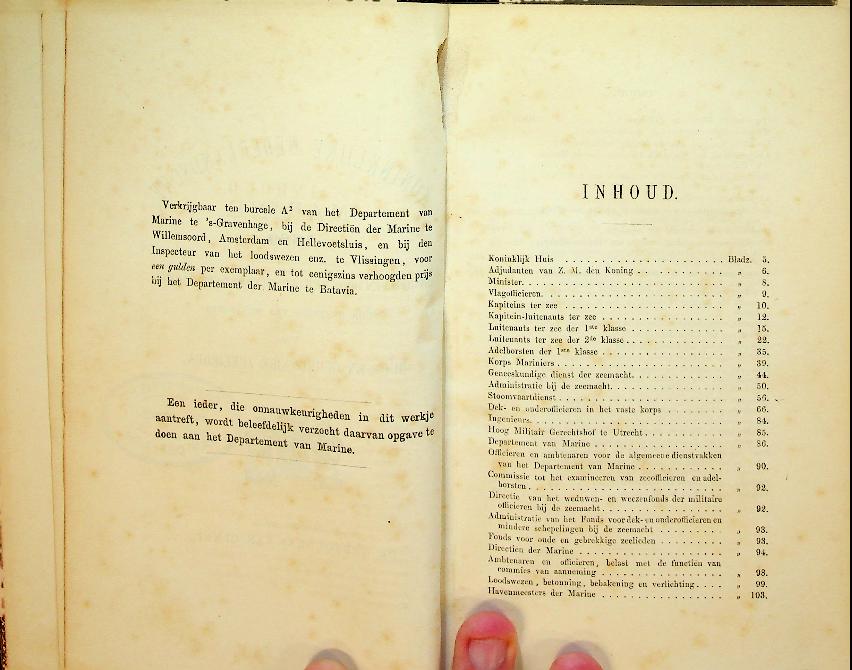 Verkrijgbaar ten bureele A² van het Departement van
Marine te 's-Gravenhage, bij de Directiën der Marine te
Willemsoord, Amsterdam en Hellevoetsluis, en bij den
Inspecteur van het loodswezen enz. te Vlissingen, voor
een gulden per exemplaar, en tot eenigszins verhoogden prijs
bij het Departement der Marine te Batavia.
Een ieder, die onnauwkeurigheden in dit werkje
aantreft, wordt beleefdelijk verzocht daarvan opgave te
doen aan het Departement van Marine.
INHOUD.
Koninklijk Huis . . . . . . . . . . . . . . . . . . . . . . Bladz. 5.
Adjudanten van Z. M. den Koning . . . . . . . . . . . . „ 6.
Minister. . . . . . . . . . . . . . . . . . . . . . . . . „ 8.
Vlagofficieren. . . . . . . . . . . . . . . . . . . . . . „ 9.
Kapiteins ter zee . . . . . . . . . . . . . . . . . . . . „ 10.
Kapitein-luitenants ter zee . . . . . . . . . . . . . . . „ 12.
Luitenants ter zee der 1ste klasse . . . . . . . . . . . . „ 15.
Luitenants ter zee der 2de klasse . . . . . . . . . . . . „ 22.
Adelborsten der 1ste klasse . . . . . . . . . . . . . . . „ 35.
Korps Mariniers . . . . . . . . . . . . . . . . . . . . . „ 39.
Geneeskundige dienst der zeemacht. . . . . . . . . . . . „ 44.
Administratie bij de zeemacht. . . . . . . . . . . . . . . „ 50.
Stoomvaartdienst . . . . . . . . . . . . . . . . . . . . . „ 56.
Dek- en onderofficieren in het vaste korps . . . . . . . . „ 66.
Ingenieurs. . . . . . . . . . . . . . . . . . . . . . . . „ 84.
Hoog Militair Gerechtshof te Utrecht . . . . . . . . . . . „ 85.
Departement van Marine . . . . . . . . . . . . . . . . . „ 86.
Officieren en ambtenaren voor de algemeene dienstvakken
van het Departement van Marine . . . . . . . . . . . „ 90.
Commissie tot het examineeren van zeeofficieren en adel-
borsten . . . . . . . . . . . . . . . . . . . . . . . „ 92.
Directie van het weduwen- en weezenfonds der militaire
officieren bij de zeemacht . . . . . . . . . . . . . . „ 92.
Administratie van het Fonds voor dek- en onderofficieren en
mindere schepelingen bij de zeemacht . . . . . . . . „ 93.
Fonds voor oude en gebrekkige zeelieden . . . . . . . . . „ 93.
Directien der Marine . . . . . . . . . . . . . . . . . . . „ 94.
Ambtenaren en officieren, belast met de functien van
commies van aanneming . . . . . . . . . . . . . . . „ 98.
Loodswezen, betonning, bebakening en verlichting. . . . . „ 99.
Havenmeesters der Marine . . . . . . . . . . . . . . . . „ 103.